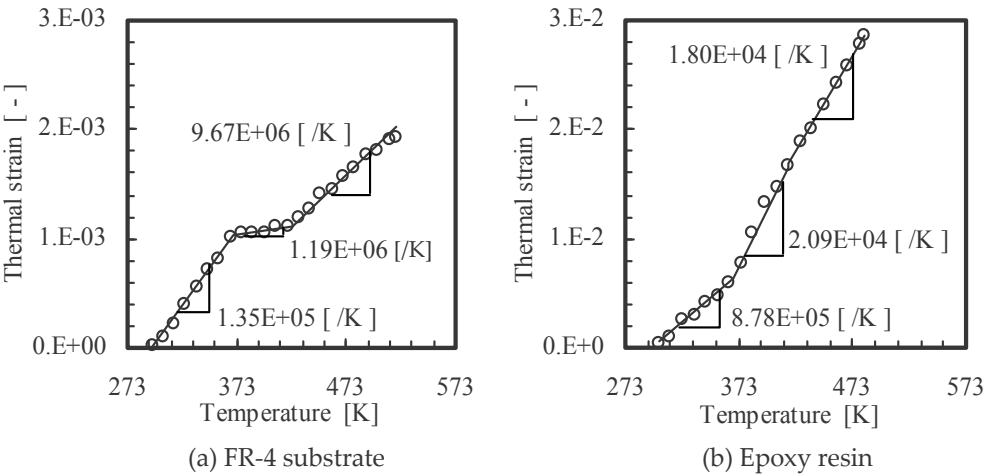 3.E-03
2.E-03
1.E-03
0.E+00
Thermal strain [ - ]
9.67E+06 [ /K ]
1.19E+06 [/K]
1.35E+05 [ /K ]
273 373 473 573
Temperature [K]
(a) FR-4 substrate
3.E-2
2.E-2
1.E-2
0.E+0
Thermal strain [ - ]
1.80E+04 [ /K ]
2.09E+04 [ /K ]
8.78E+05 [ /K ]
273 373 473 573
Temperature [K]
(b) Epoxy resin